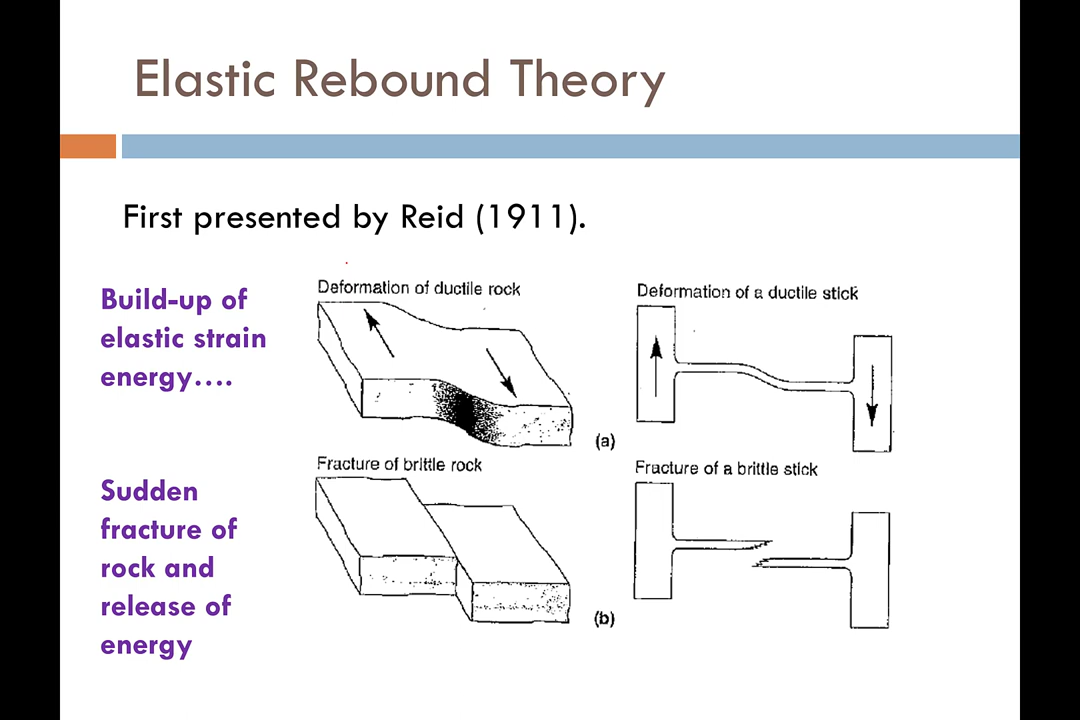 Elastic Rebound Theory
First presented by Reid (1911).
Build-up of
elastic strain
energy....
Deformation of ductile rock
Deformation of a ductile stick
(a)
Sudden
fracture of
rock and
release of
energy
Fracture of brittle rock
Fracture of a brittle stick
(b)